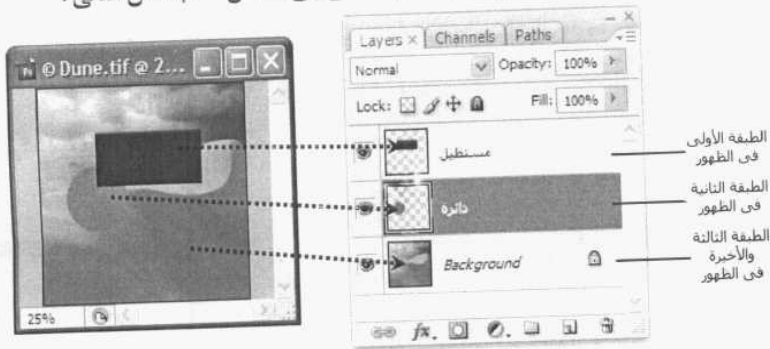 © Dune.tif @ 2...
25%
Layers × Channels Paths
Normal Opacity: 100%
Lock: Fill: 100%
مستطيل
دائرة
Background
fx.
الطبقة الأولى
فى الظهور
الطبقة الثانية
فى الظهور
الطبقة الثالثة
والأخيرة
فى الظهور